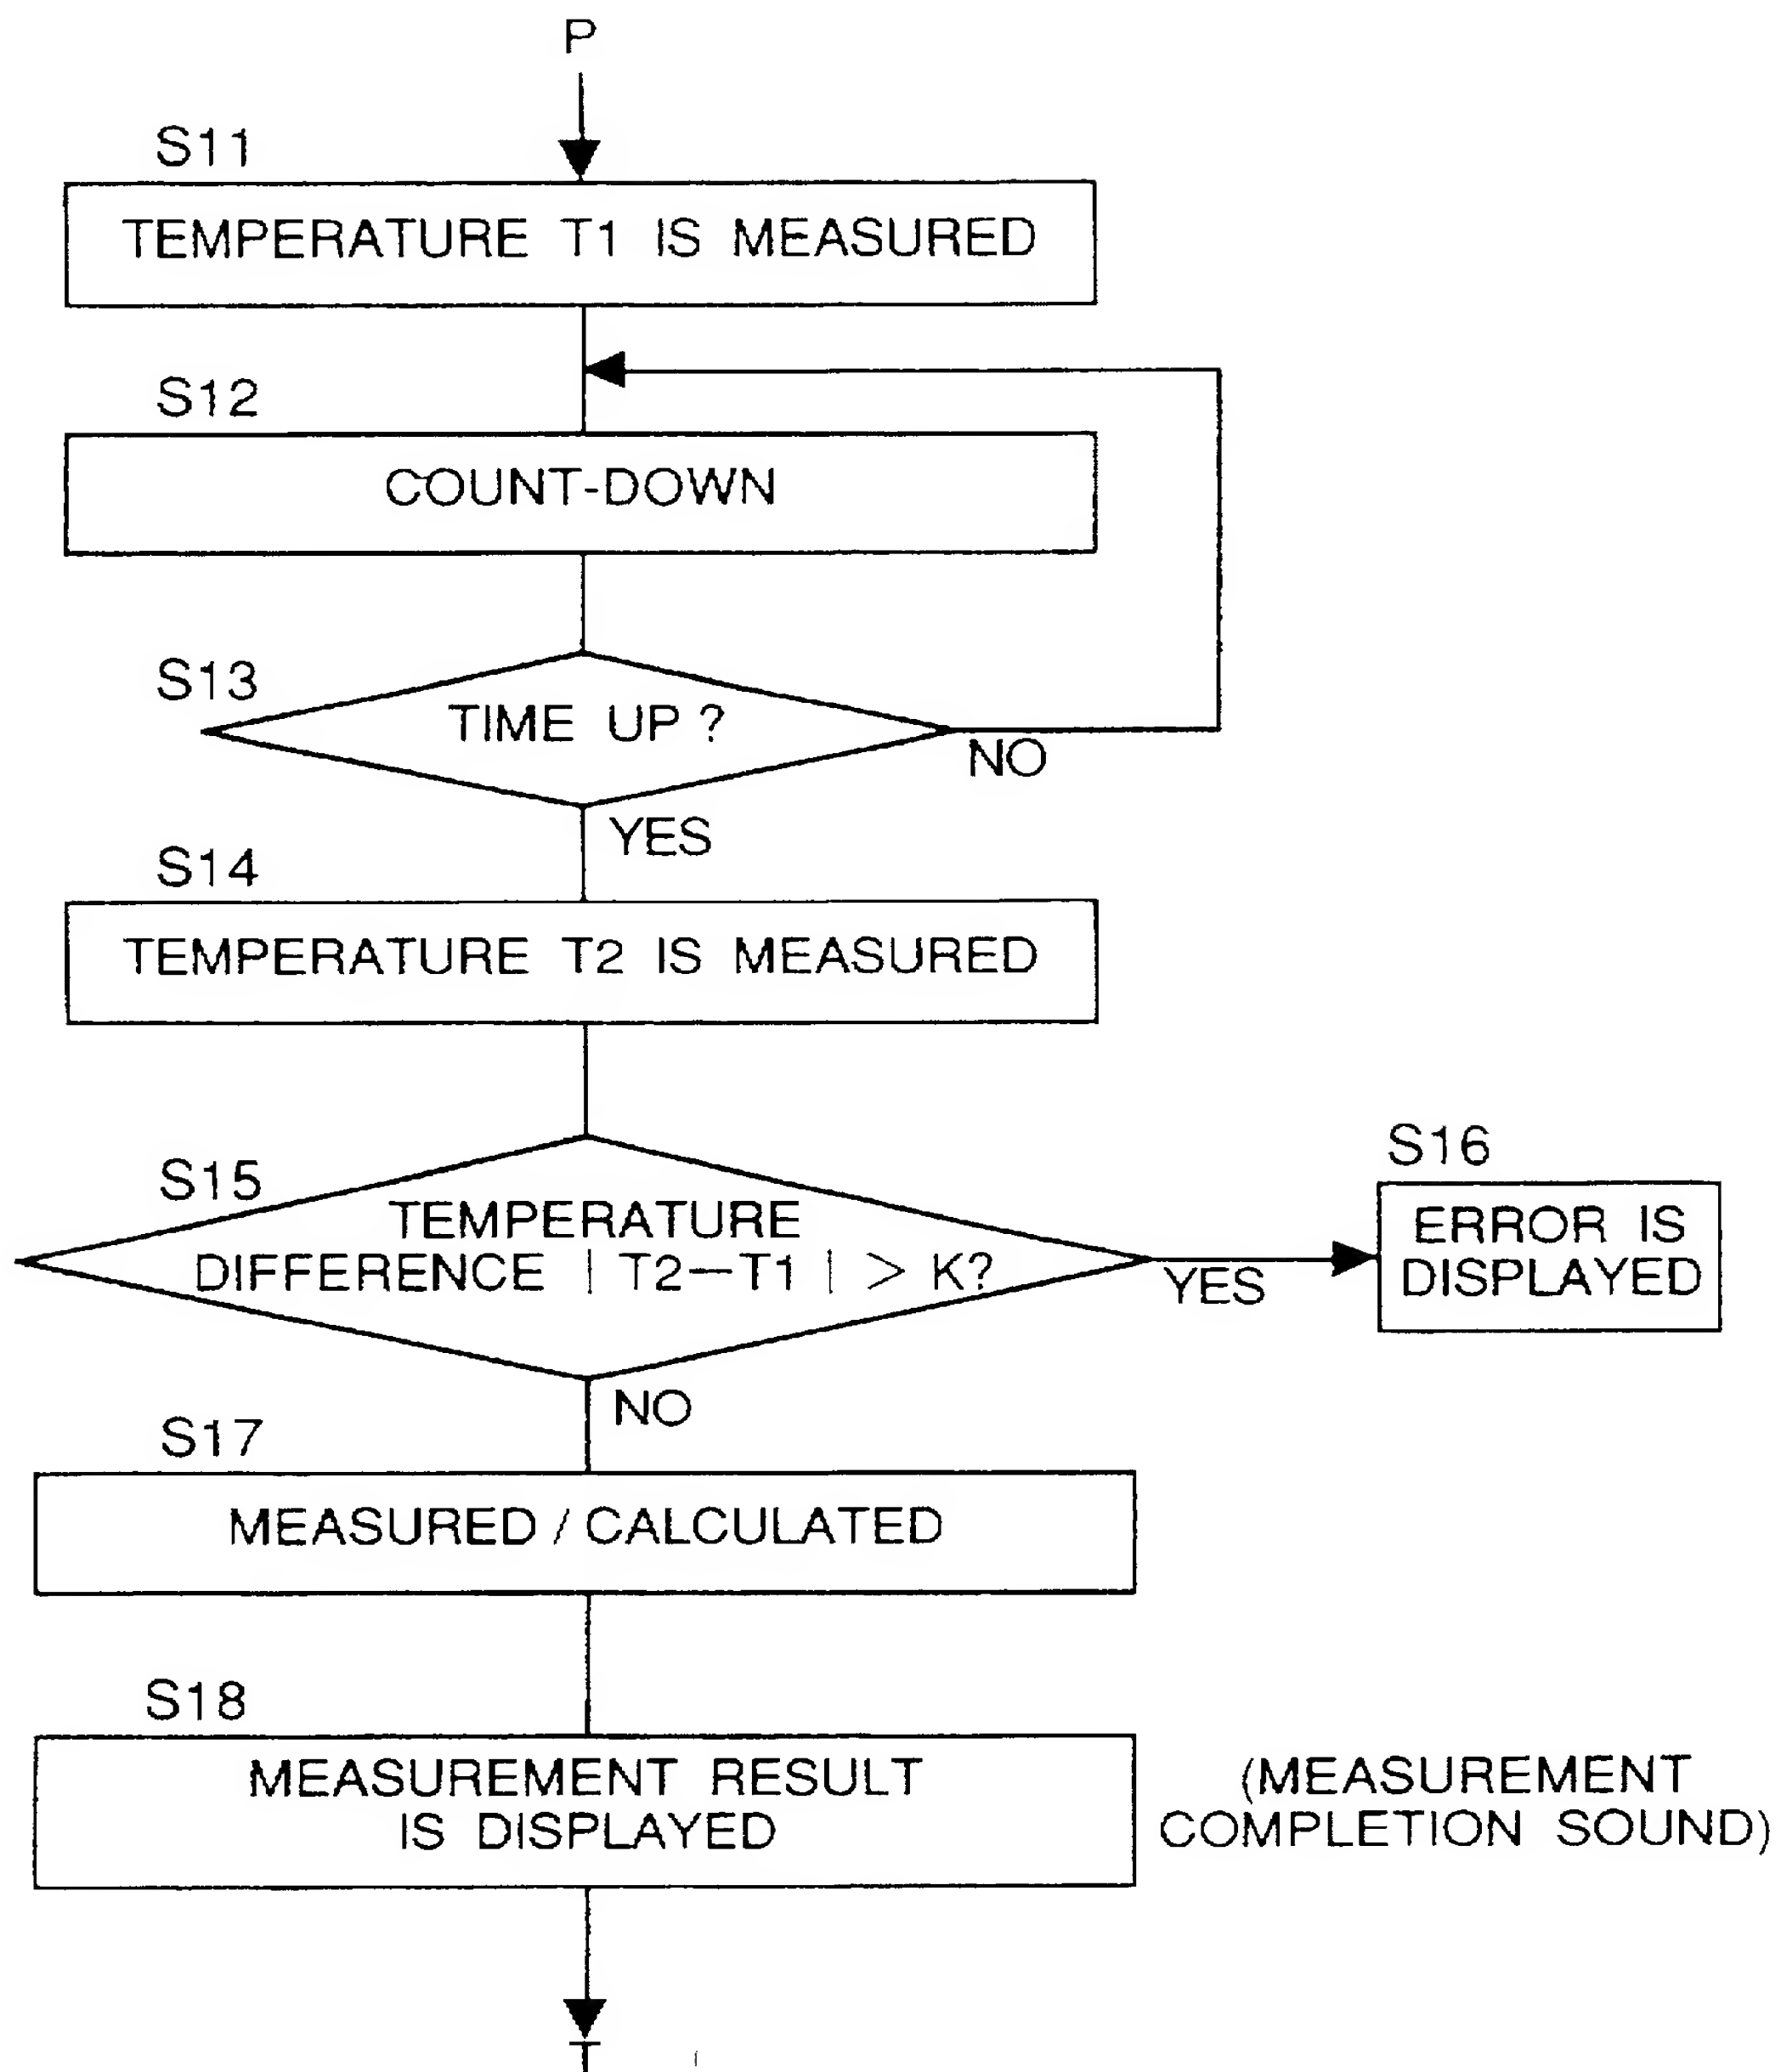 P
S11
TEMPERATURE T1 IS MEASURED
S12
COUNT-DOWN
S13
TIME UP ?
NO
YES
S14
TEMPERATURE T2 IS MEASURED
S15
TEMPERATURE
DIFFERENCE | T2−T1 | > K?
YES
S16
ERROR IS
DISPLAYED
NO
S17
MEASURED / CALCULATED
S18
MEASUREMENT RESULT
IS DISPLAYED
(MEASUREMENT
COMPLETION SOUND)
T